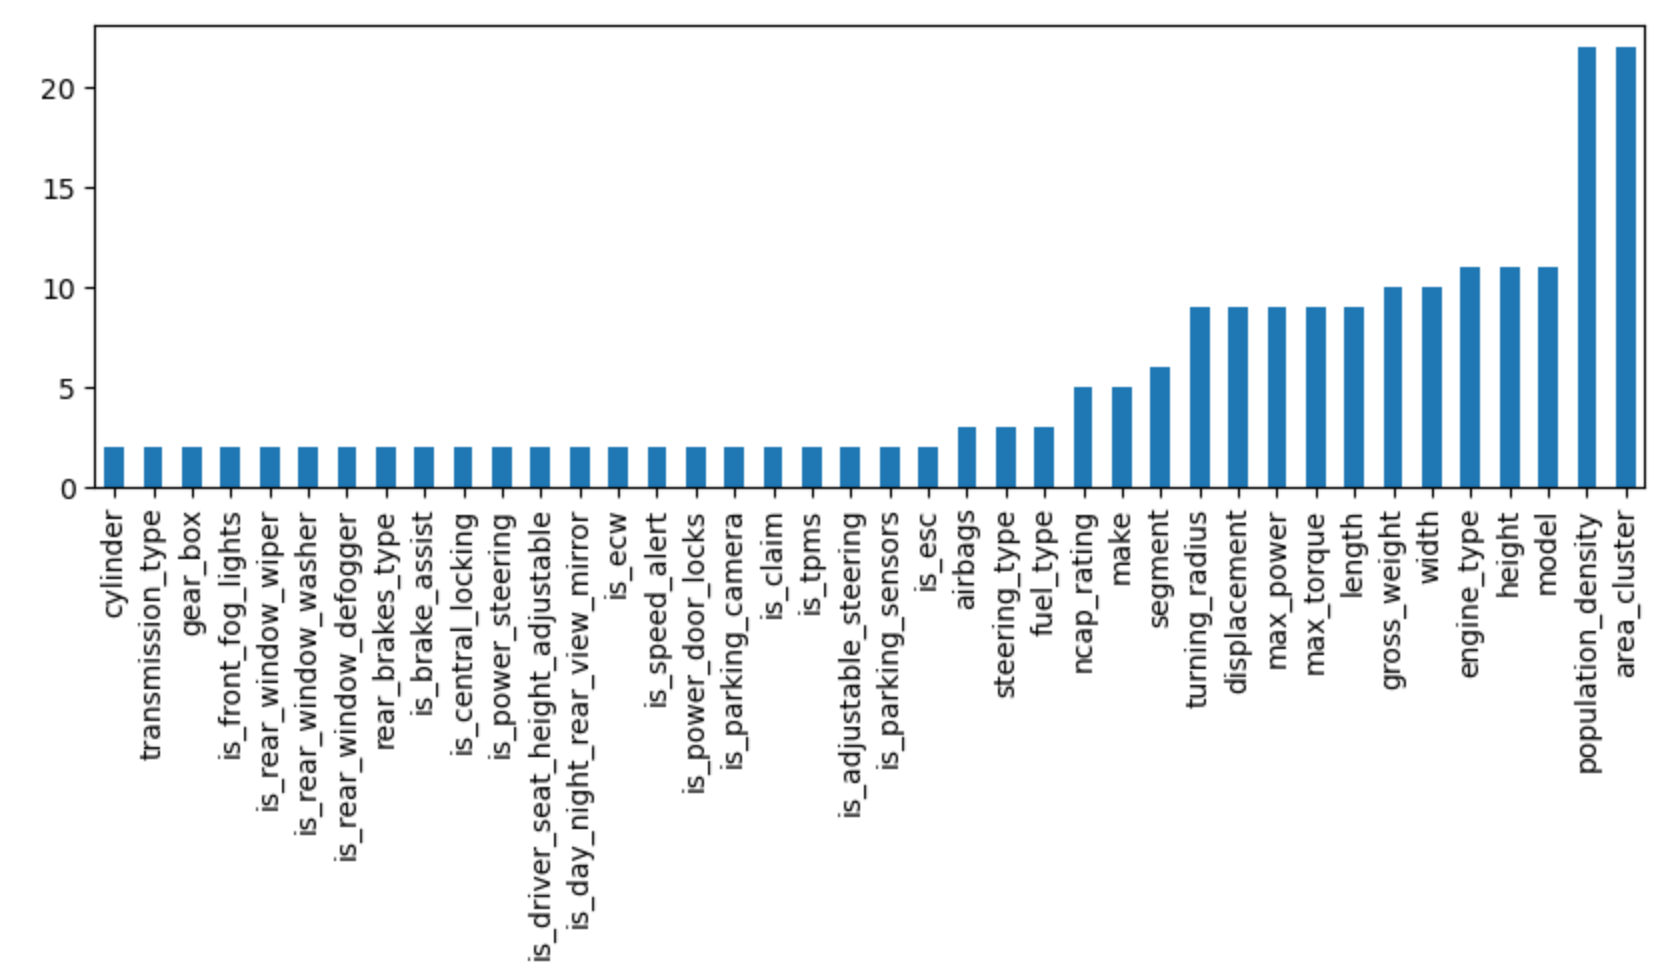 20
15
10
5
0
cylinder
transmission_type
gear_box
is_front_fog_lights
is_rear_window_wiper
is_rear_window_washer
is_rear_window_defogger
rear_brakes_type
is_brake_assist
is_central_locking
is_power_steering
is_driver_seat_height_adjustable
is_day_night_rear_view_mirror
is_ecw
is_speed_alert
is_power_door_locks
is_parking_camera
is_claim
is_tpms
is_adjustable_steering
is_parking_sensors
is_esc
airbags
steering_type
fuel_type
ncap_rating
make
segment
turning_radius
displacement
max_power
max_torque
length
gross_weight
width
engine_type
height
model
population_density
area_cluster